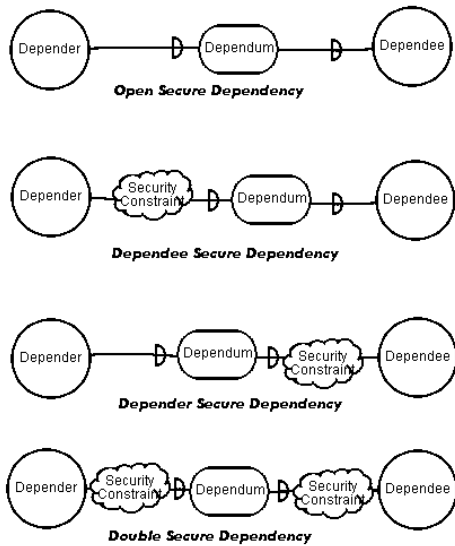 Depender Dependum Dependee
Open Secure Dependency
Depender Security Constraint Dependum Dependee
Dependee Secure Dependency
Depender Dependum Security Constraint Dependee
Depender Secure Dependency
Depender Security Constraint Dependum Security Constraint Dependee
Double Secure Dependency